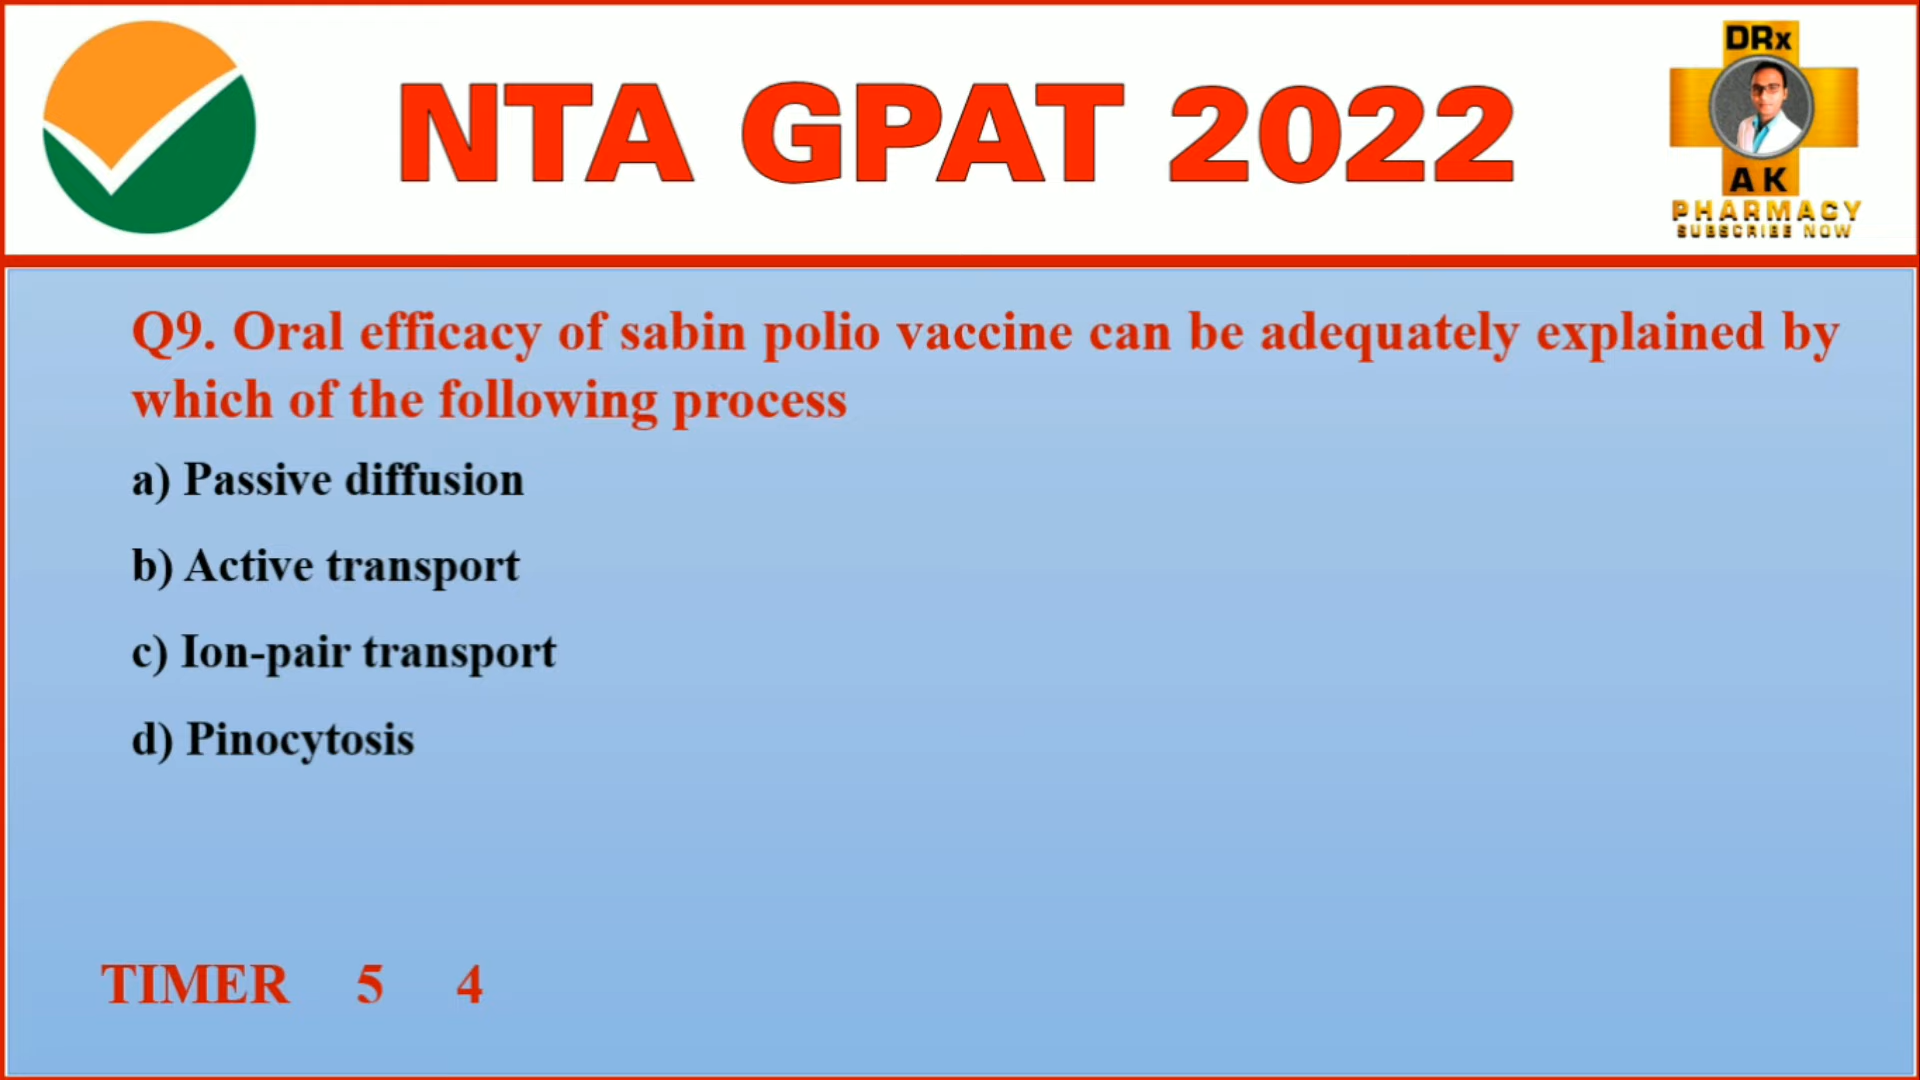 NTA GPAT 2022
DRx
AK
PHARMACY
SUBSCRIBE NOW
Q9. Oral efficacy of sabin polio vaccine can be adequately explained by
which of the following process
a) Passive diffusion
b) Active transport
c) Ion-pair transport
d) Pinocytosis
TIMER 5 4